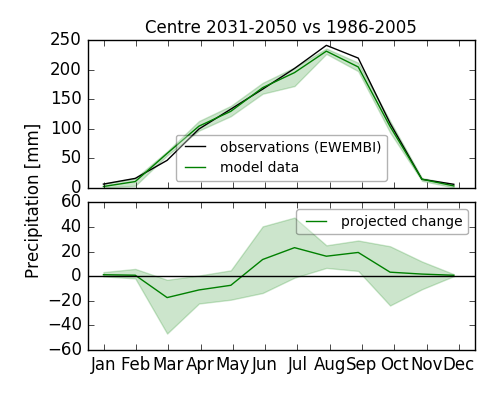 Centre 2031-2050 vs 1986-2005
Precipitation [mm]
250
200
150
100
50
0
observations (EWEMBI)
model data
60
40
20
0
−20
−40
−60
projected change
Jan Feb Mar Apr May Jun Jul Aug Sep Oct Nov Dec